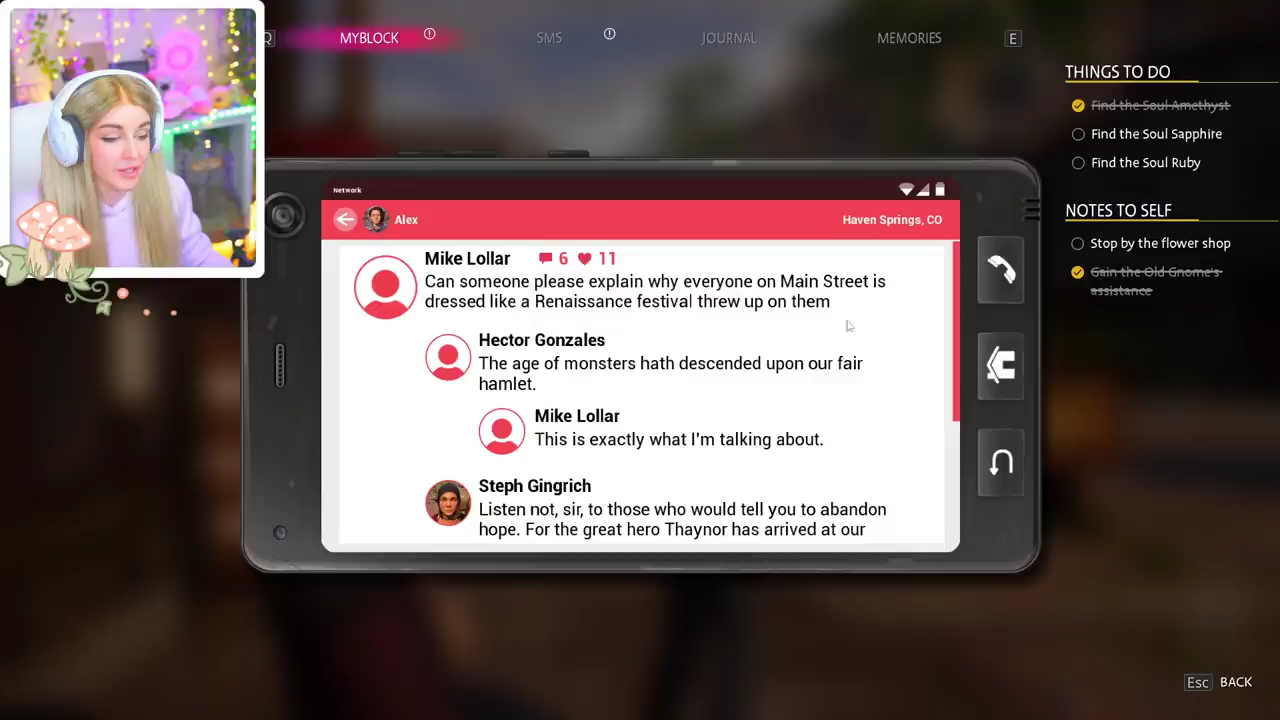 Q
MYBLOCK
SMS
JOURNAL
MEMORIES
E
THINGS TO DO
Find the Soul Amethyst
Find the Soul Sapphire
Find the Soul Ruby
NOTES TO SELF
Stop by the flower shop
Gain the Old Gnome's
assistance
Network
Alex
Haven Springs, CO
Mike Lollar 6 11
Can someone please explain why everyone on Main Street is
dressed like a Renaissance festival threw up on them
Hector Gonzales
The age of monsters hath descended upon our fair
hamlet.
Mike Lollar
This is exactly what I'm talking about.
Steph Gingrich
Listen not, sir, to those who would tell you to abandon
hope. For the great hero Thaynor has arrived at our
Esc BACK